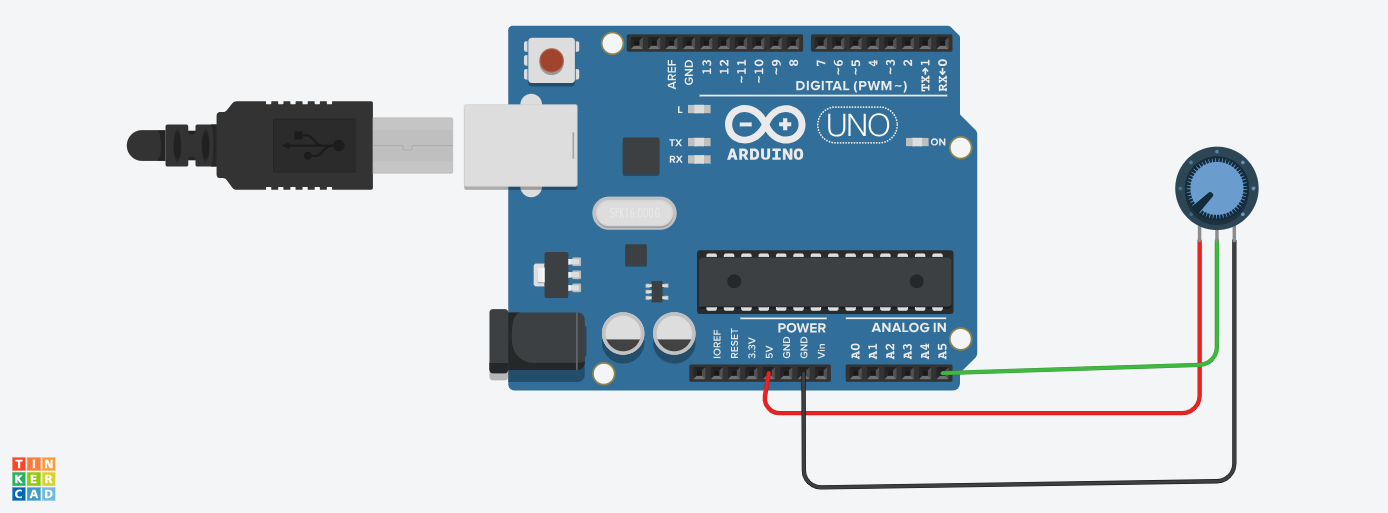 AREF
GND
13
12
~11
~10
~9
8
7
~6
~5
4
~3
2
TX→1
RX←0
DIGITAL (PWM~)
L
TX
RX
ARDUINO
UNO
ON
SPK16.000G
POWER
ANALOG IN
IOREF
RESET
3.3V
5V
GND
GND
Vin
A0
A1
A2
A3
A4
A5
TIN
KER
CAD